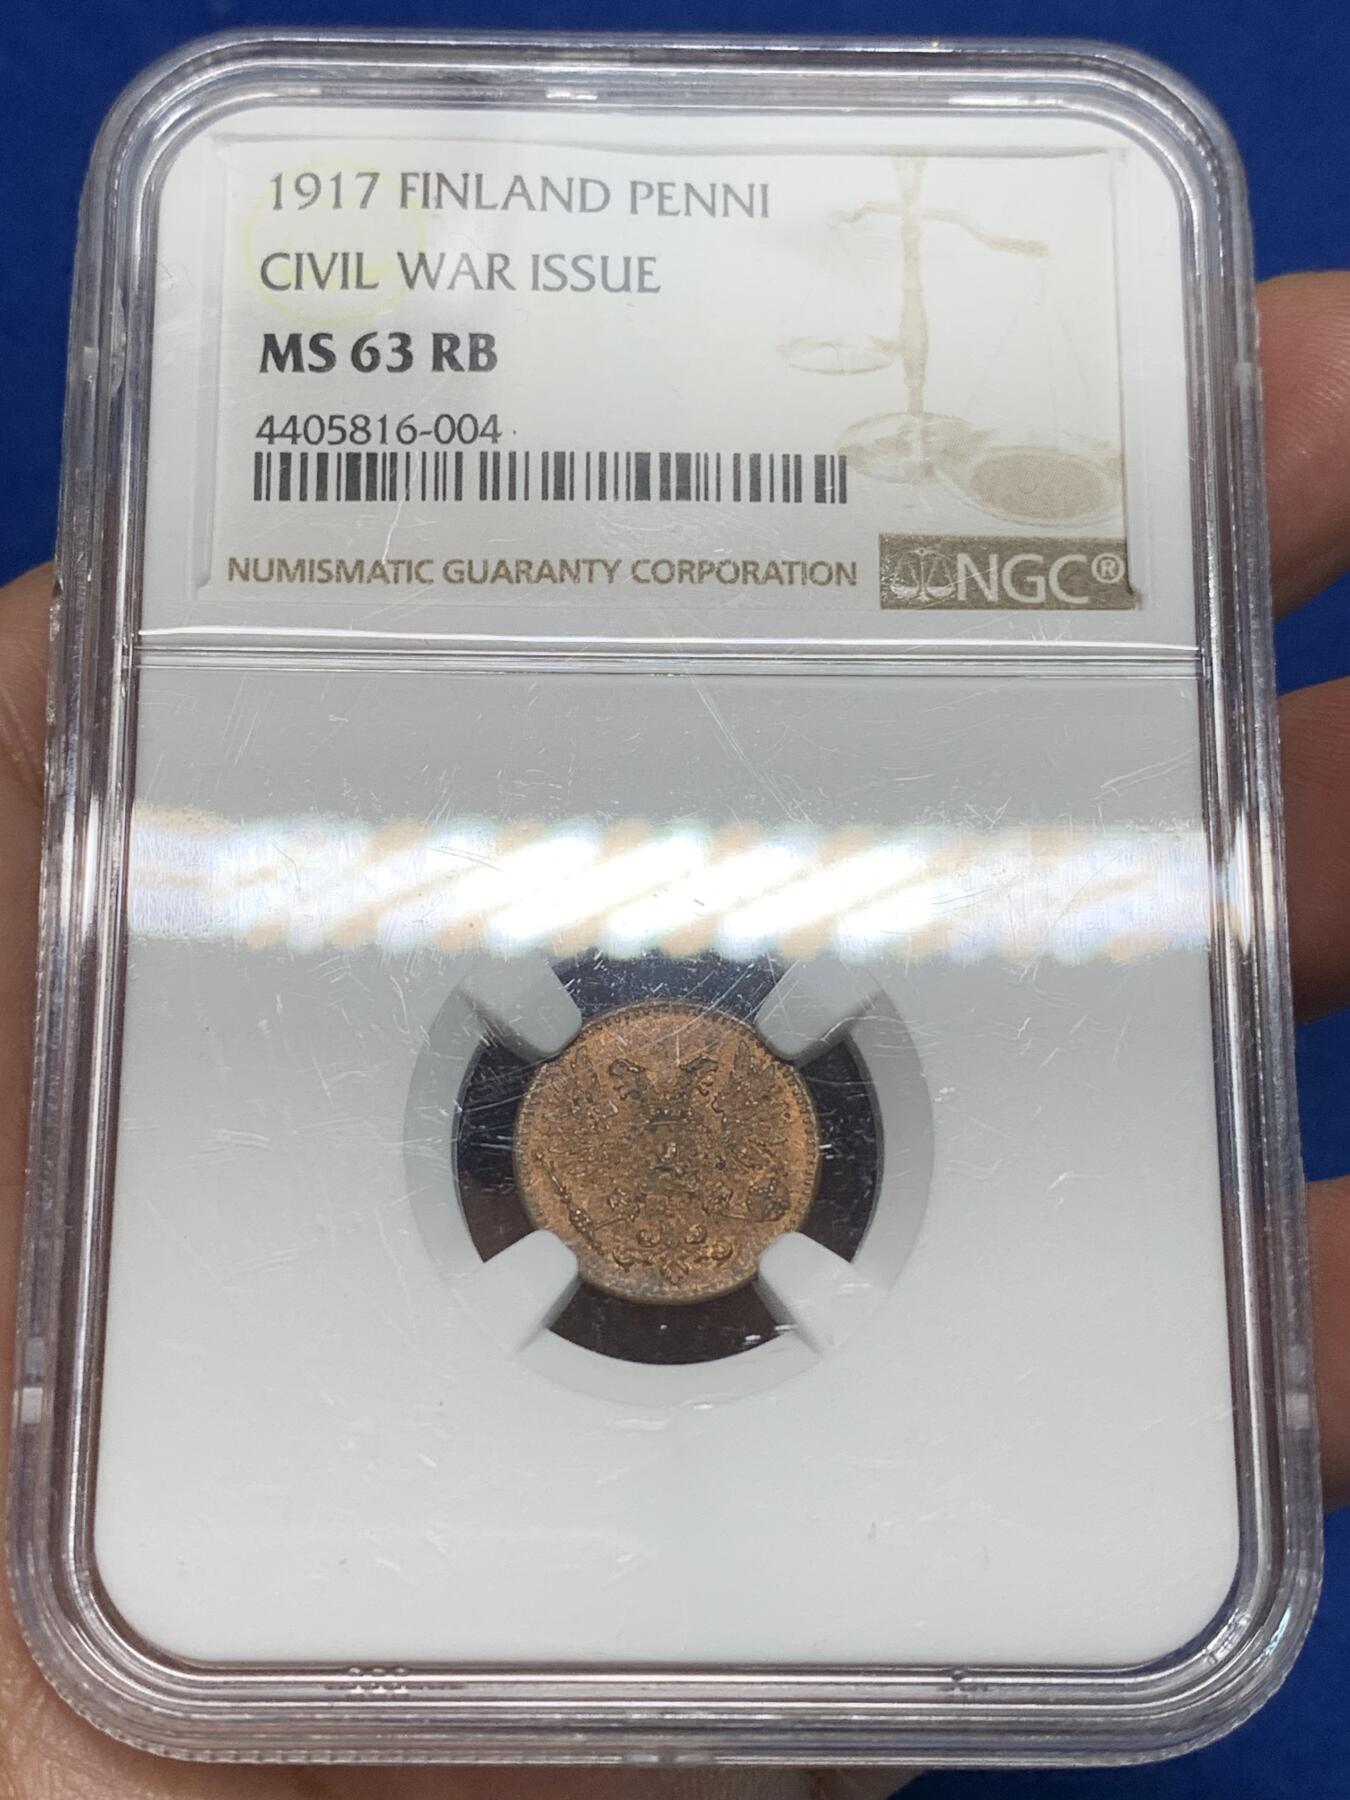 1917 FINLAND PENNI
CIVIL WAR ISSUE
MS 63 RB
4405816-004
NUMISMATIC GUARANTY CORPORATION
NGC®